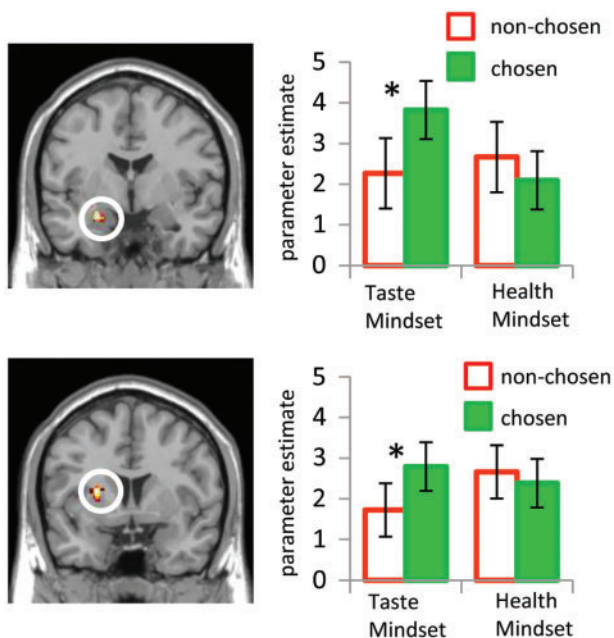 non-chosen
chosen
parameter estimate
5
4
3
2
1
0
*
Taste
Mindset
Health
Mindset
non-chosen
chosen
parameter estimate
5
4
3
2
1
0
*
Taste
Mindset
Health
Mindset